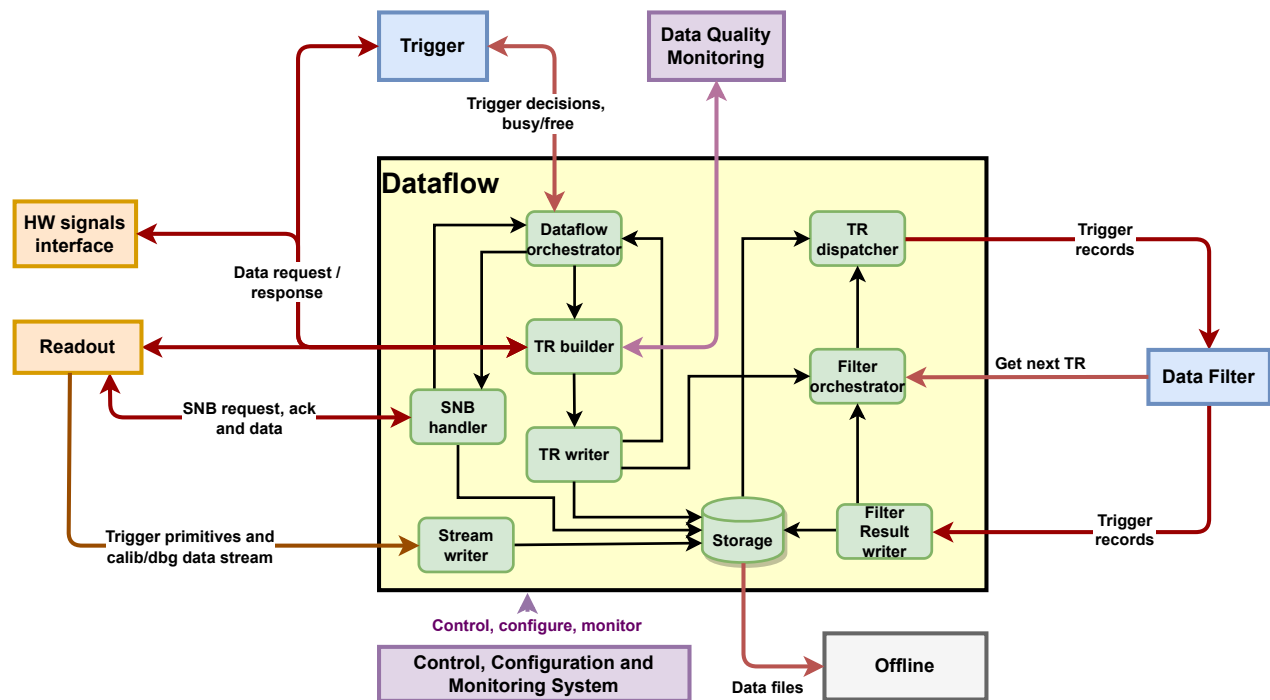 Trigger
Data Quality
Monitoring
Trigger decisions,
busy/free
Dataflow
HW signals
interface
Dataflow
orchestrator
TR
dispatcher
Trigger
records
Data request /
response
Readout
TR builder
Filter
orchestrator
Get next TR
Data Filter
SNB request, ack
and data
SNB
handler
TR writer
Trigger primitives and
calib/dbg data stream
Stream
writer
Storage
Filter
Result
writer
Trigger
records
Control, configure, monitor
Control, Configuration and
Monitoring System
Data files
Offline